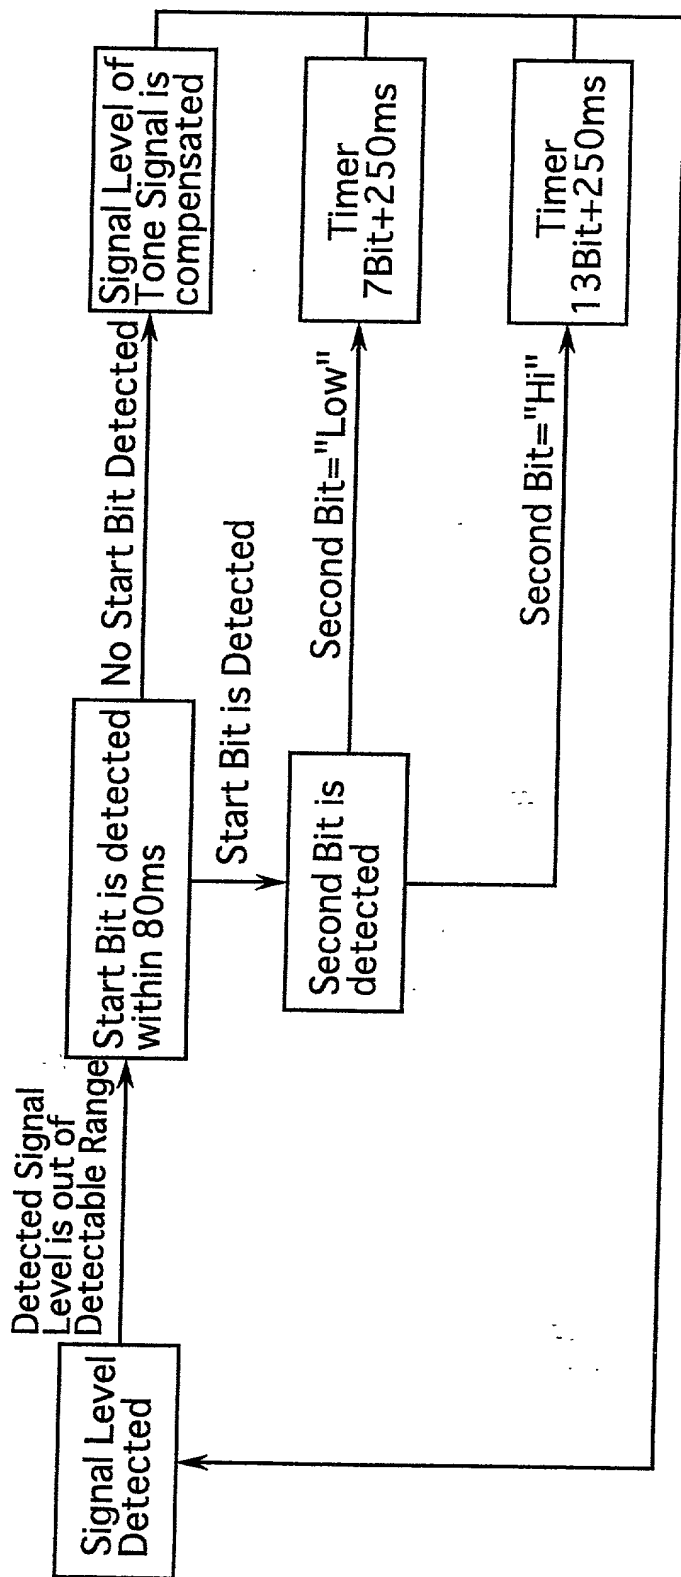 Signal Level
Detected
Detected Signal
Level is out of
Detectable Range
Start Bit is detected
within 80ms
No Start Bit Detected
Signal Level of
Tone Signal is
compensated
Start Bit is Detected
Second Bit is
detected
Second Bit="Low"
Timer
7Bit+250ms
Second Bit="Hi"
Timer
13Bit+250ms